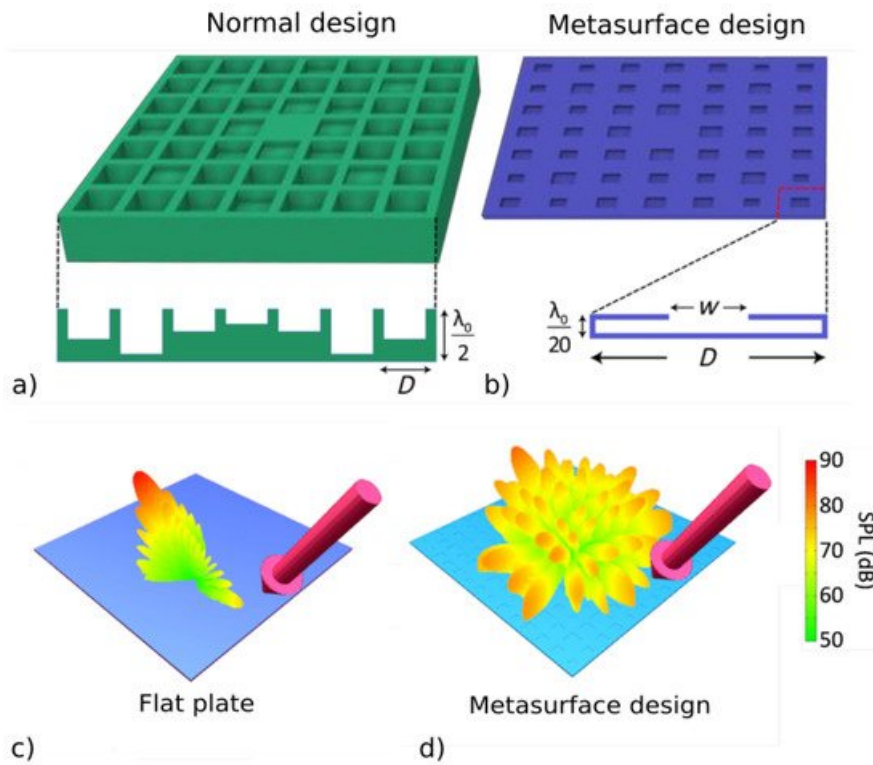 Normal design
Metasurface design
λ₀
2
D
a)
λ₀
20
w
D
b)
90
80
70
60
50
SPL (dB)
Flat plate
c)
Metasurface design
d)